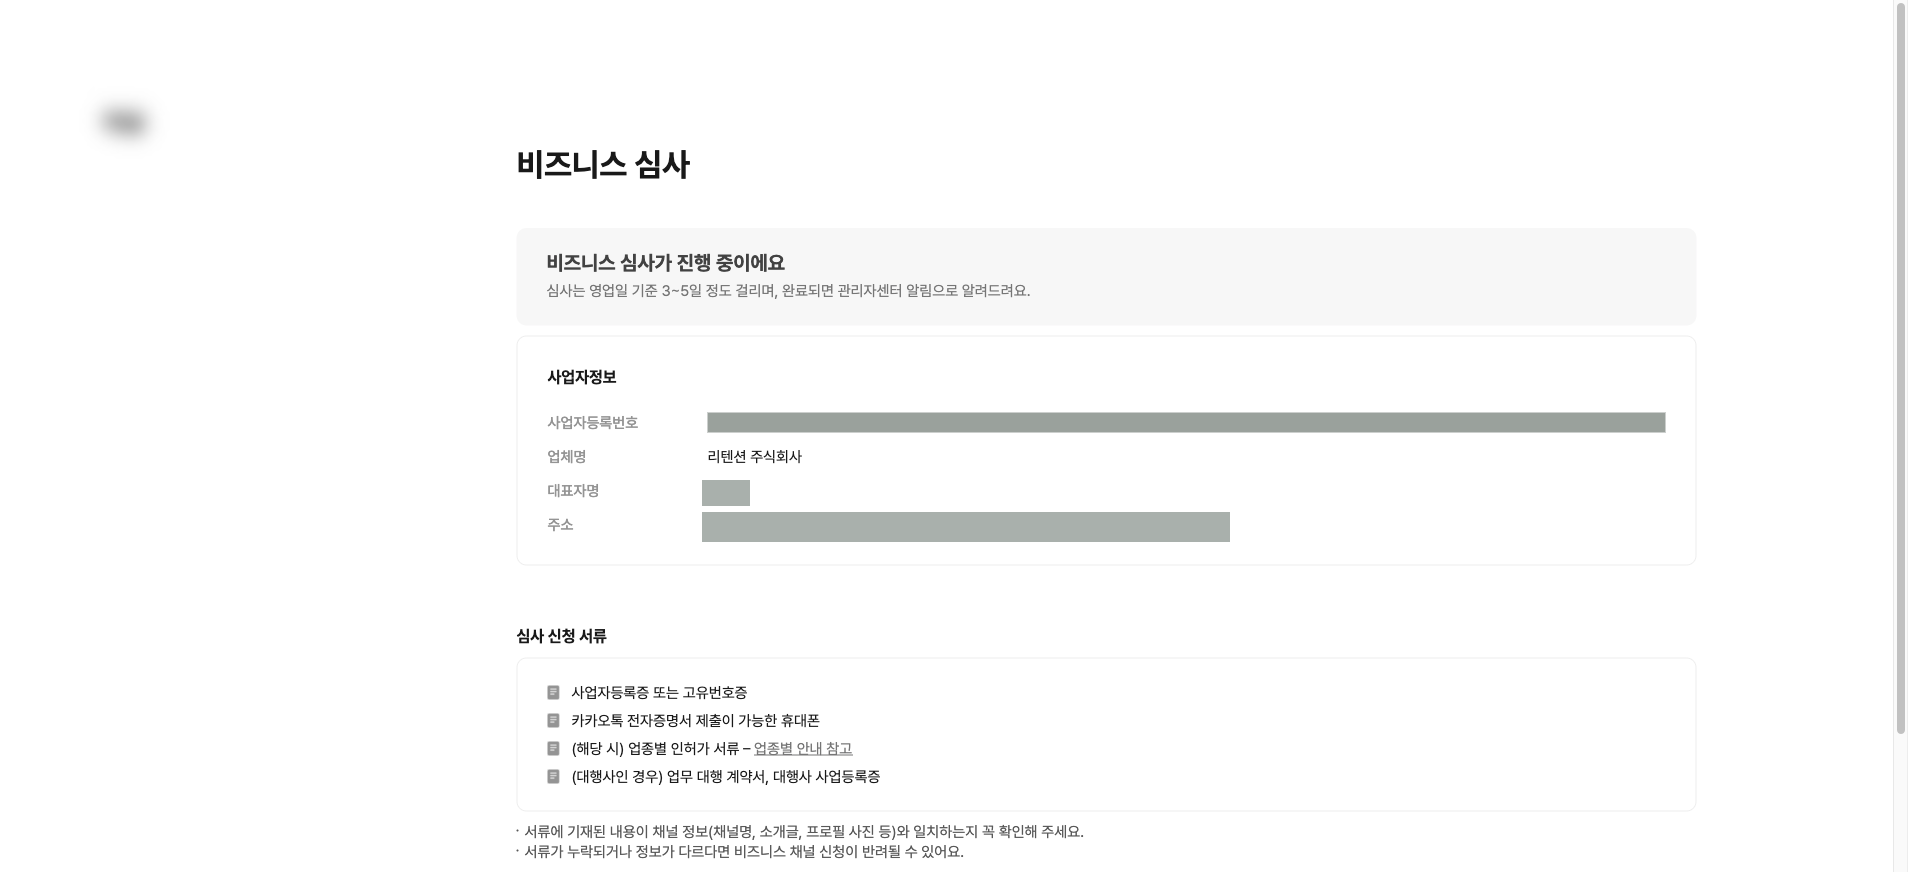 비즈니스 심사
비즈니스 심사가 진행 중이에요
심사는 영업일 기준 3~5일 정도 걸리며, 완료되면 관리자센터 알림으로 알려드려요.
사업자정보
사업자등록번호
업체명 리텐션 주식회사
대표자명
주소
심사 신청 서류
사업자등록증 또는 고유번호증
카카오톡 전자증명서 제출이 가능한 휴대폰
(해당 시) 업종별 인허가 서류 – 업종별 안내 참고
(대행사인 경우) 업무 대행 계약서, 대행사 사업등록증
· 서류에 기재된 내용이 채널 정보(채널명, 소개글, 프로필 사진 등)와 일치하는지 꼭 확인해 주세요.
· 서류가 누락되거나 정보가 다르다면 비즈니스 채널 신청이 반려될 수 있어요.